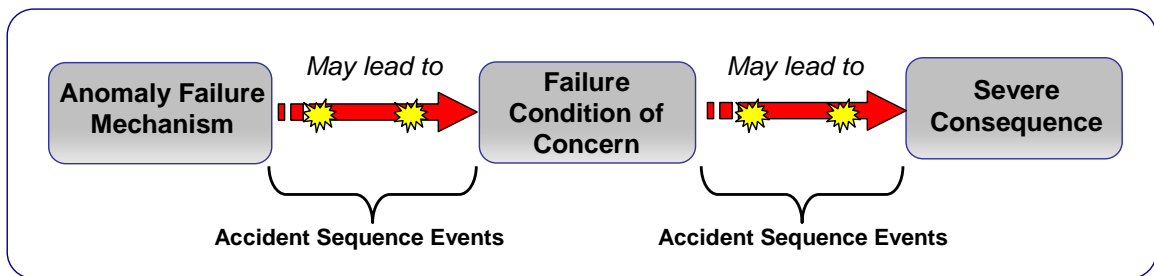 Anomaly Failure
Mechanism
May lead to
Failure
Condition of
Concern
May lead to
Severe
Consequence
Accident Sequence Events
Accident Sequence Events